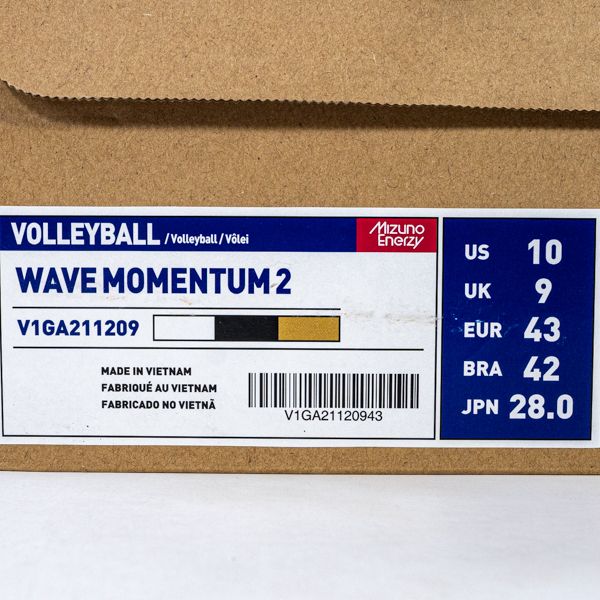 VOLLEYBALL / Volleyball / Vôlei
Mizuno
Enerzy
WAVE MOMENTUM 2
V1GA211209
MADE IN VIETNAM
FABRIQUÉ AU VIETNAM
FABRICADO NO VIETNÃ
V1GA21120943
US 10
UK 9
EUR 43
BRA 42
JPN 28.0